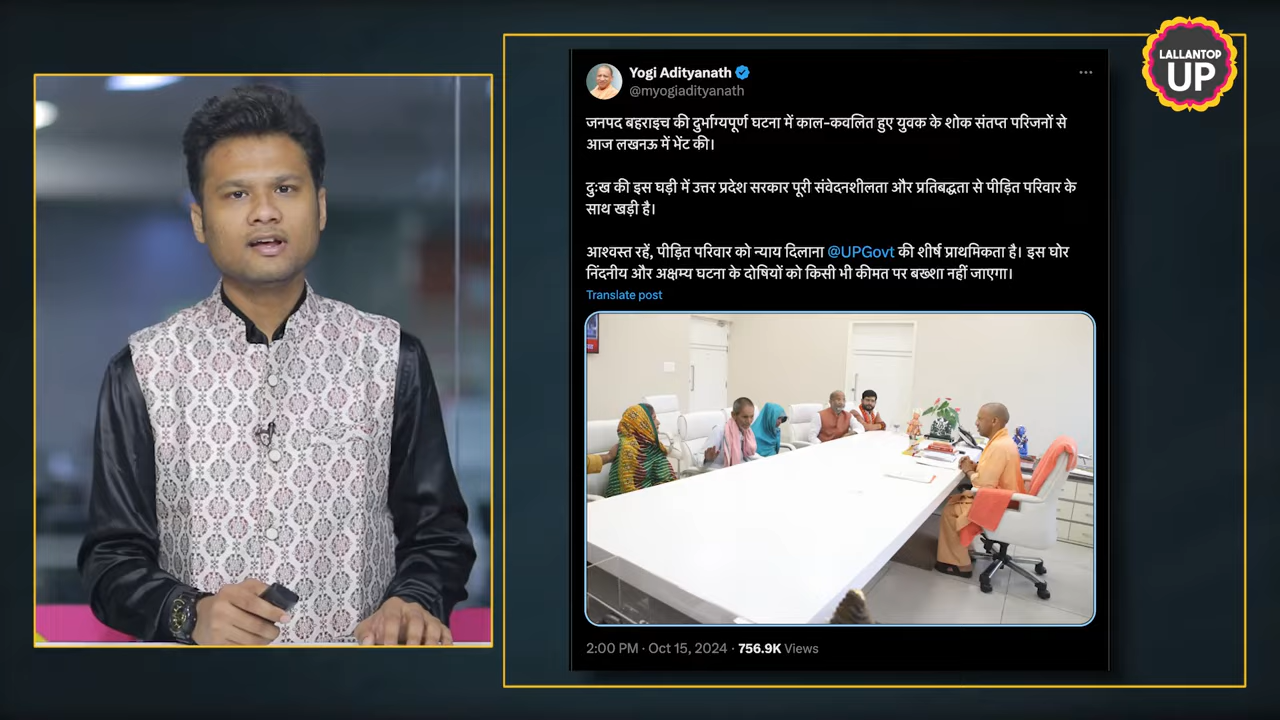 LALLANTOP
UP
Yogi Adityanath
@myogiadityanath
जनपद बहराइच की दुर्भाग्यपूर्ण घटना में काल-कवलित हुए युवक के शोक संतप्त परिजनों से
आज लखनऊ में भेंट की।
दुःख की इस घड़ी में उत्तर प्रदेश सरकार पूरी संवेदनशीलता और प्रतिबद्धता से पीड़ित परिवार के
साथ खड़ी है।
आश्वस्त रहें, पीड़ित परिवार को न्याय दिलाना @UPGovt की शीर्ष प्राथमिकता है। इस घोर
निंदनीय और अक्षम्य घटना के दोषियों को किसी भी कीमत पर बख्शा नहीं जाएगा।
Translate post
2:00 PM · Oct 15, 2024 · 756.9K Views